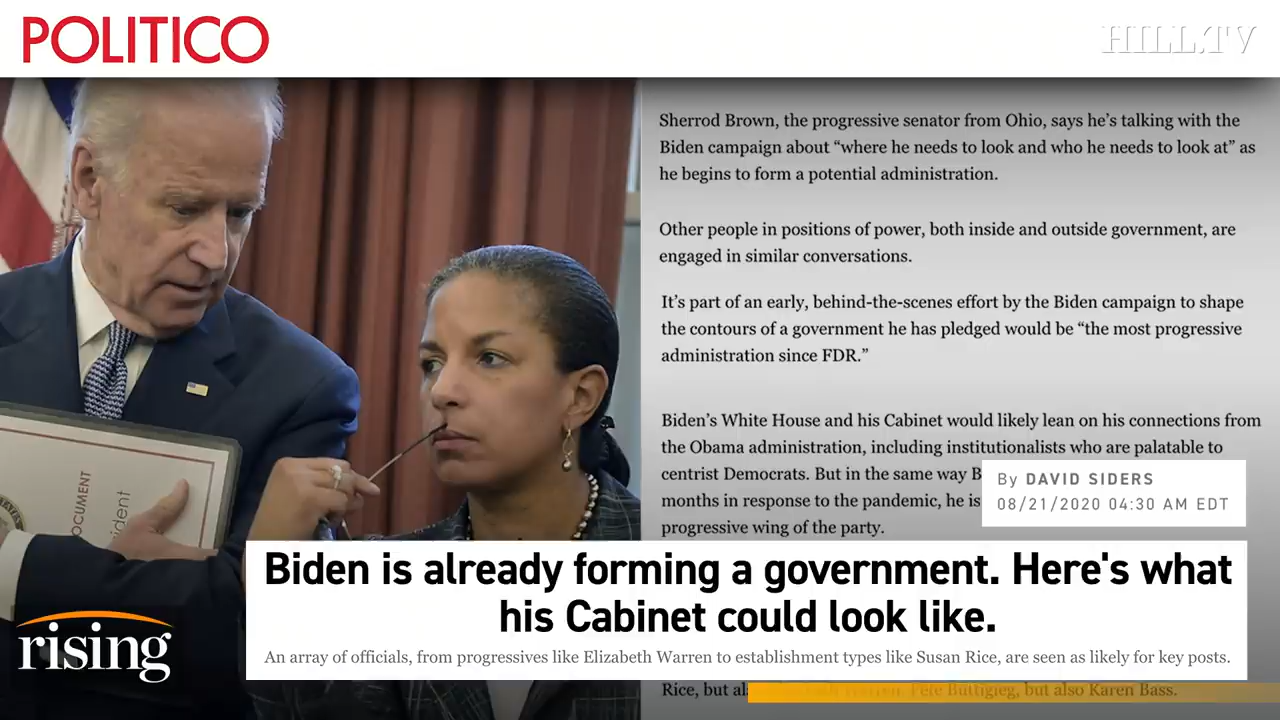 POLITICO
HILL.TV
Sherrod Brown, the progressive senator from Ohio, says he's talking with the
Biden campaign about “where he needs to look and who he needs to look at” as
he begins to form a potential administration.
Other people in positions of power, both inside and outside government, are
engaged in similar conversations.
It's part of an early, behind-the-scenes effort by the Biden campaign to shape
the contours of a government he has pledged would be “the most progressive
administration since FDR.”
Biden's White House and his Cabinet would likely lean on his connections from
the Obama administration, including institutionalists who are palatable to
centrist Democrats. But in the same way
months in response to the pandemic, he is
progressive wing of the party.
By DAVID SIDERS
08/21/2020 04:30 AM EDT
DOCUMENT
Biden is already forming a government. Here's what
his Cabinet could look like.
An array of officials, from progressives like Elizabeth Warren to establishment types like Susan Rice, are seen as likely for key posts.
rising
Rice, but Pete Buttigieg, but also Karen Bass.